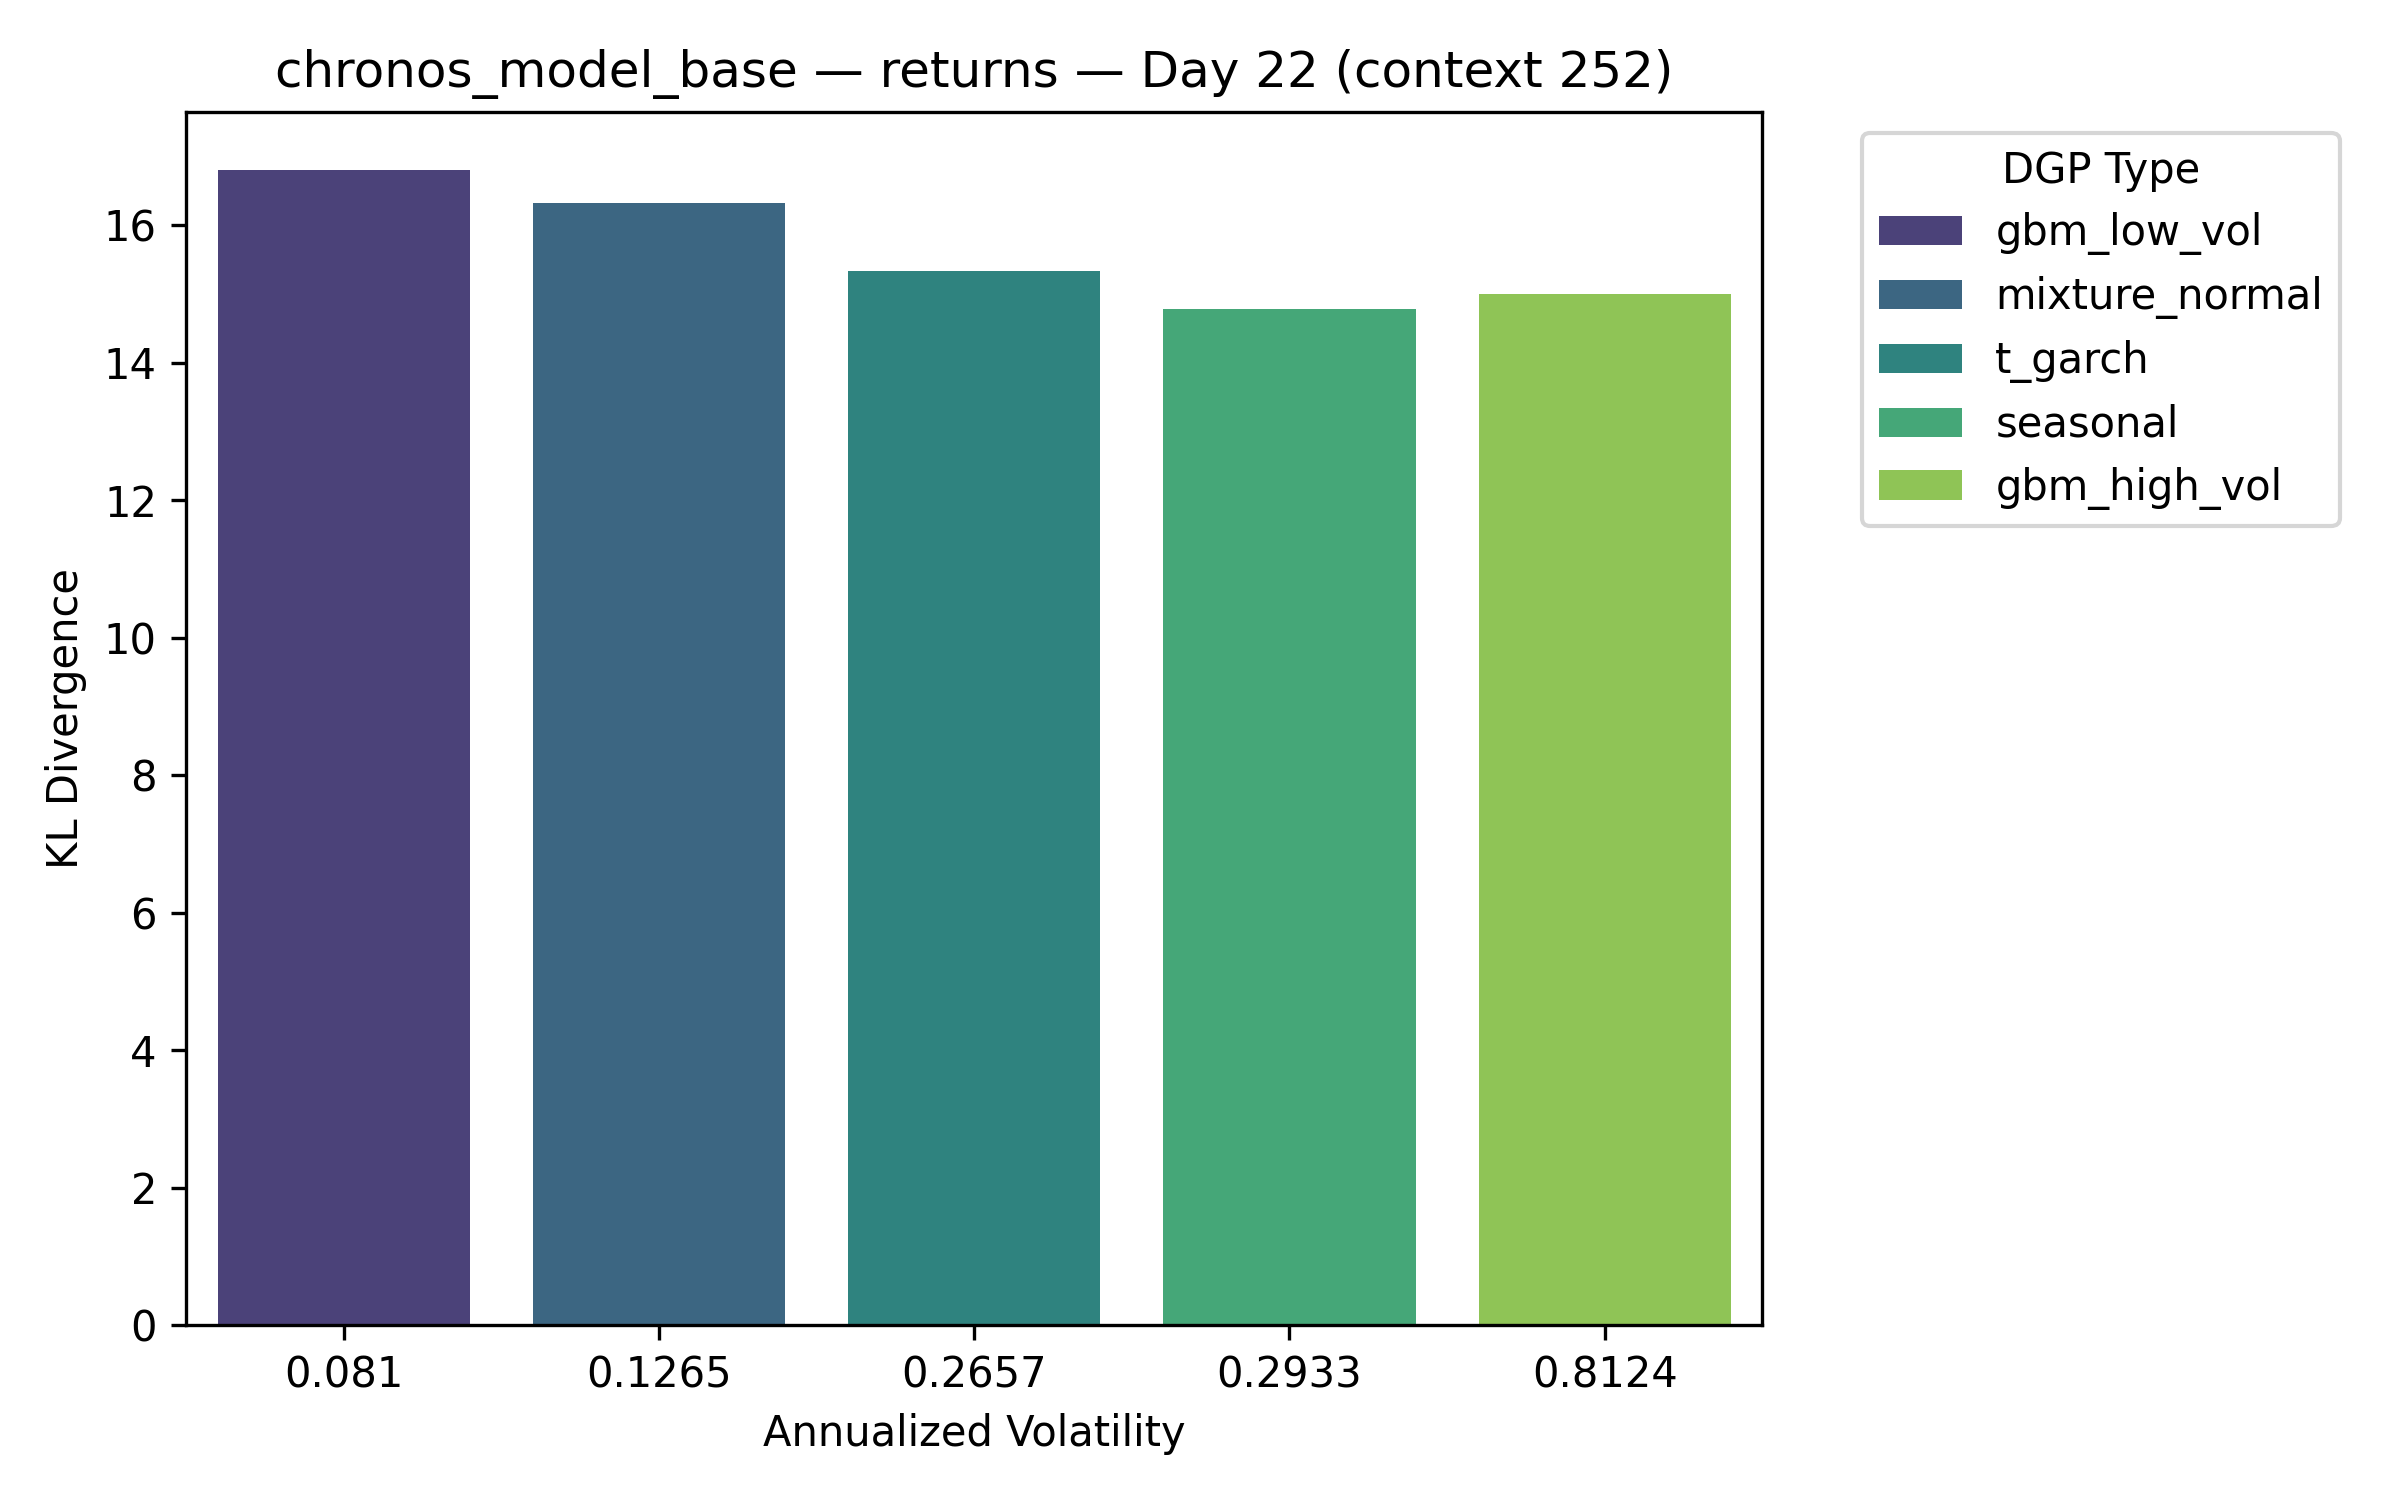 chronos_model_base — returns — Day 22 (context 252)
KL Divergence
16
14
12
10
8
6
4
2
0
0.081 0.1265 0.2657 0.2933 0.8124
Annualized Volatility
DGP Type
gbm_low_vol
mixture_normal
t_garch
seasonal
gbm_high_vol